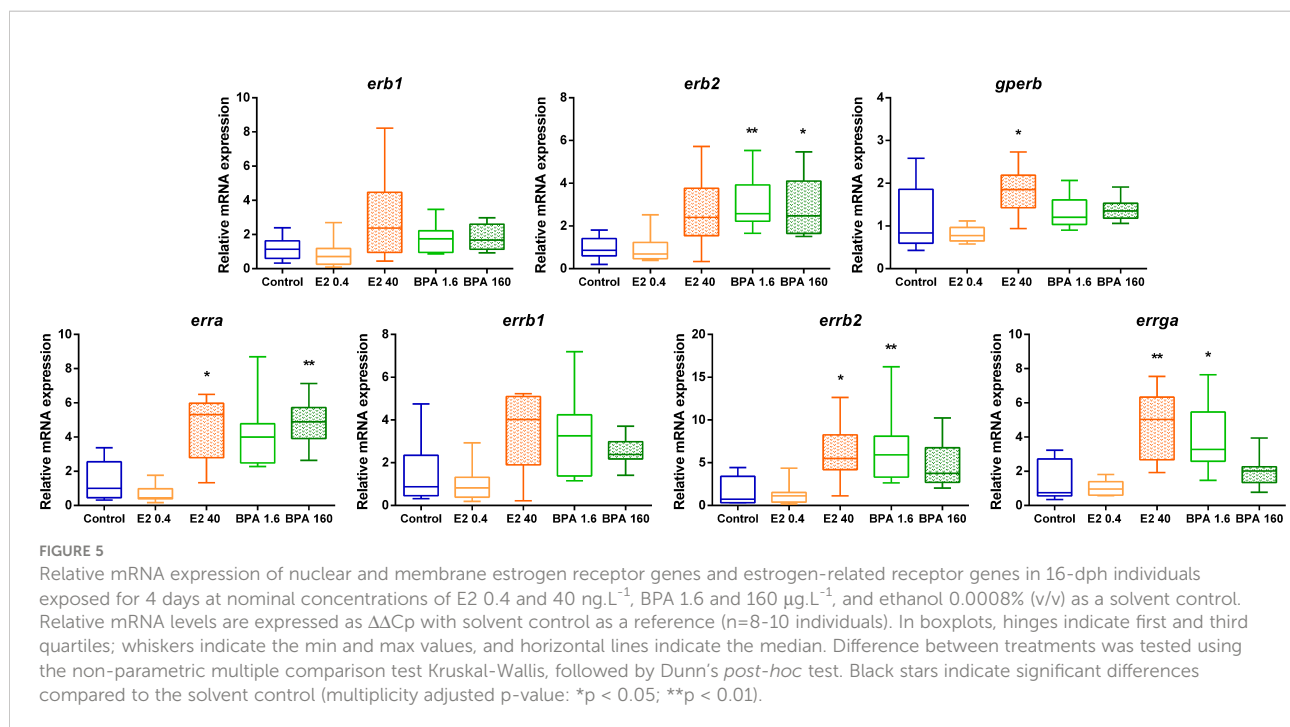 erb1
erb2
gperb
Relative mRNA expression
10
8
6
4
2
0
Control E2 0.4 E2 40 BPA 1.6 BPA 160
Relative mRNA expression
8
6
4
2
0
** *
Control E2 0.4 E2 40 BPA 1.6 BPA 160
Relative mRNA expression
4
3
2
1
0
*
Control E2 0.4 E2 40 BPA 1.6 BPA 160
erra
errb1
errb2
errga
Relative mRNA expression
10
8
6
4
2
0
* **
Control E2 0.4 E2 40 BPA 1.6 BPA 160
Relative mRNA expression
8
6
4
2
0
Control E2 0.4 E2 40 BPA 1.6 BPA 160
Relative mRNA expression
20
15
10
5
0
* **
Control E2 0.4 E2 40 BPA 1.6 BPA 160
Relative mRNA expression
10
8
6
4
2
0
** *
Control E2 0.4 E2 40 BPA 1.6 BPA 160
FIGURE 5
Relative mRNA expression of nuclear and membrane estrogen receptor genes and estrogen-related receptor genes in 16-dph individuals
exposed for 4 days at nominal concentrations of E2 0.4 and 40 ng.L⁻¹, BPA 1.6 and 160 μg.L⁻¹, and ethanol 0.0008% (v/v) as a solvent control.
Relative mRNA levels are expressed as ΔΔCp with solvent control as a reference (n=8-10 individuals). In boxplots, hinges indicate first and third
quartiles; whiskers indicate the min and max values, and horizontal lines indicate the median. Difference between treatments was tested using
the non-parametric multiple comparison test Kruskal-Wallis, followed by Dunn's post-hoc test. Black stars indicate significant differences
compared to the solvent control (multiplicity adjusted p-value: *p < 0.05; **p < 0.01).